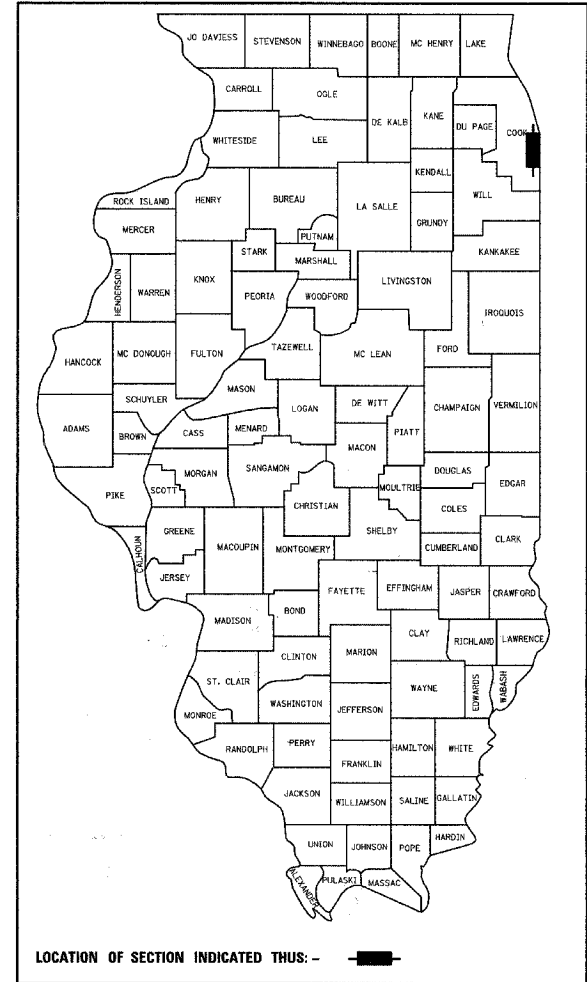 JO DAVIESS STEVENSON WINNEBAGO BOONE MC HENRY LAKE
CARROLL OGLE
DE KALB KANE DU PAGE COOK
WHITESIDE LEE
KENDALL WILL
ROCK ISLAND HENRY BUREAU LA SALLE
MERCER PUTNAM GRUNDY
STARK MARSHALL KANKAKEE
HENDERSON WARREN KNOX PEORIA WOODFORD LIVINGSTON IROQUOIS
HANCOCK MC DONOUGH FULTON TAZEWELL MC LEAN FORD
MASON
SCHUYLER LOGAN DE WITT CHAMPAIGN VERMILION
ADAMS BROWN CASS MENARD MACON PIATT
MORGAN SANGAMON DOUGLAS
PIKE SCOTT CHRISTIAN MOULTRIE EDGAR
COLES
GREENE MACOUPIN SHELBY
CALHOUN MONTGOMERY CUMBERLAND CLARK
JERSEY FAYETTE EFFINGHAM JASPER CRAWFORD
MADISON BOND
CLAY RICHLAND LAWRENCE
CLINTON MARION
ST. CLAIR WAYNE EDWARDS WABASH
WASHINGTON JEFFERSON
MONROE
RANDOLPH PERRY HAMILTON WHITE
FRANKLIN
JACKSON WILLIAMSON SALINE GALLATIN
UNION JOHNSON POPE HARDIN
ALEXANDER PULASKI MASSAC
LOCATION OF SECTION INDICATED THUS: -